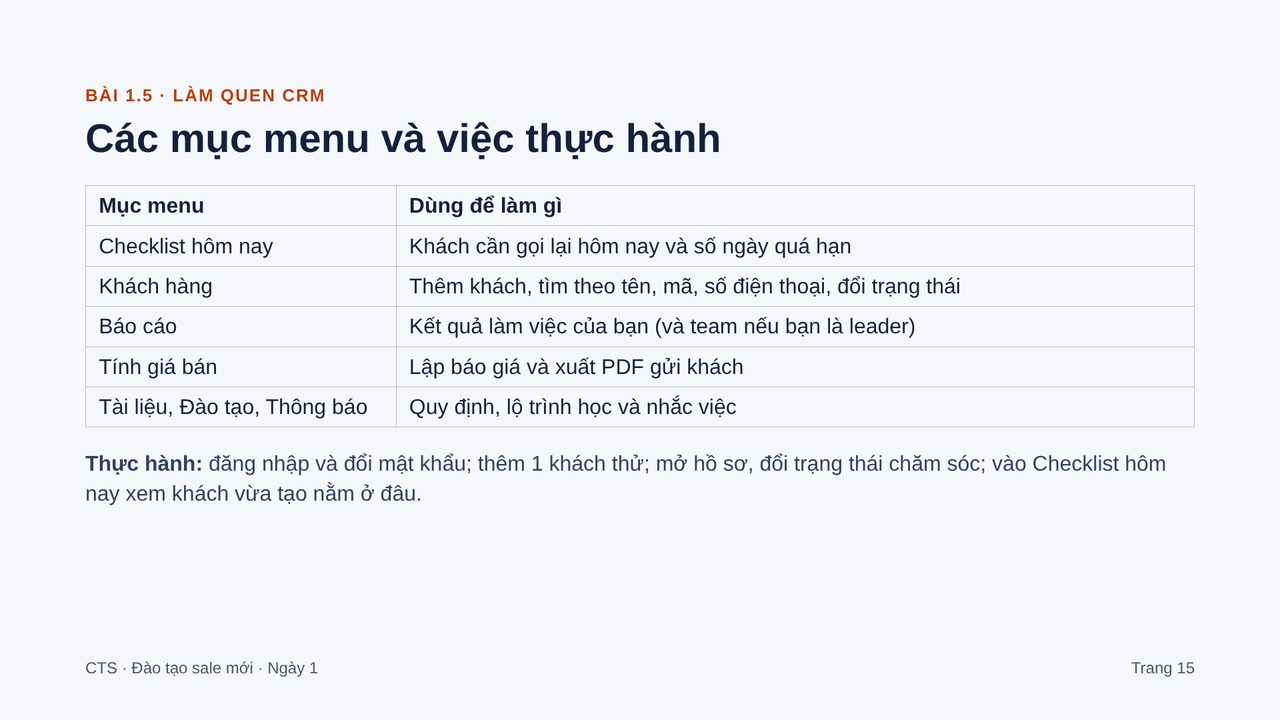 BÀI 1.5 · LÀM QUEN CRM
Các mục menu và việc thực hành
Mục menu Dùng để làm gì
Checklist hôm nay Khách cần gọi lại hôm nay và số ngày quá hạn
Khách hàng Thêm khách, tìm theo tên, mã, số điện thoại, đổi trạng thái
Báo cáo Kết quả làm việc của bạn (và team nếu bạn là leader)
Tính giá bán Lập báo giá và xuất PDF gửi khách
Tài liệu, Đào tạo, Thông báo Quy định, lộ trình học và nhắc việc
Thực hành: đăng nhập và đổi mật khẩu; thêm 1 khách thử; mở hồ sơ, đổi trạng thái chăm sóc; vào Checklist hôm
nay xem khách vừa tạo nằm ở đâu.
CTS · Đào tạo sale mới · Ngày 1 Trang 15